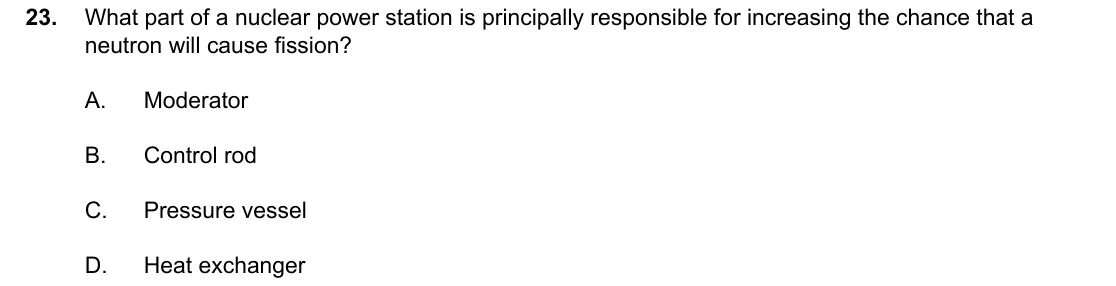 23. What part of a nuclear power station is principally responsible for increasing the chance that a
neutron will cause fission?
A. Moderator
B. Control rod
C. Pressure vessel
D. Heat exchanger